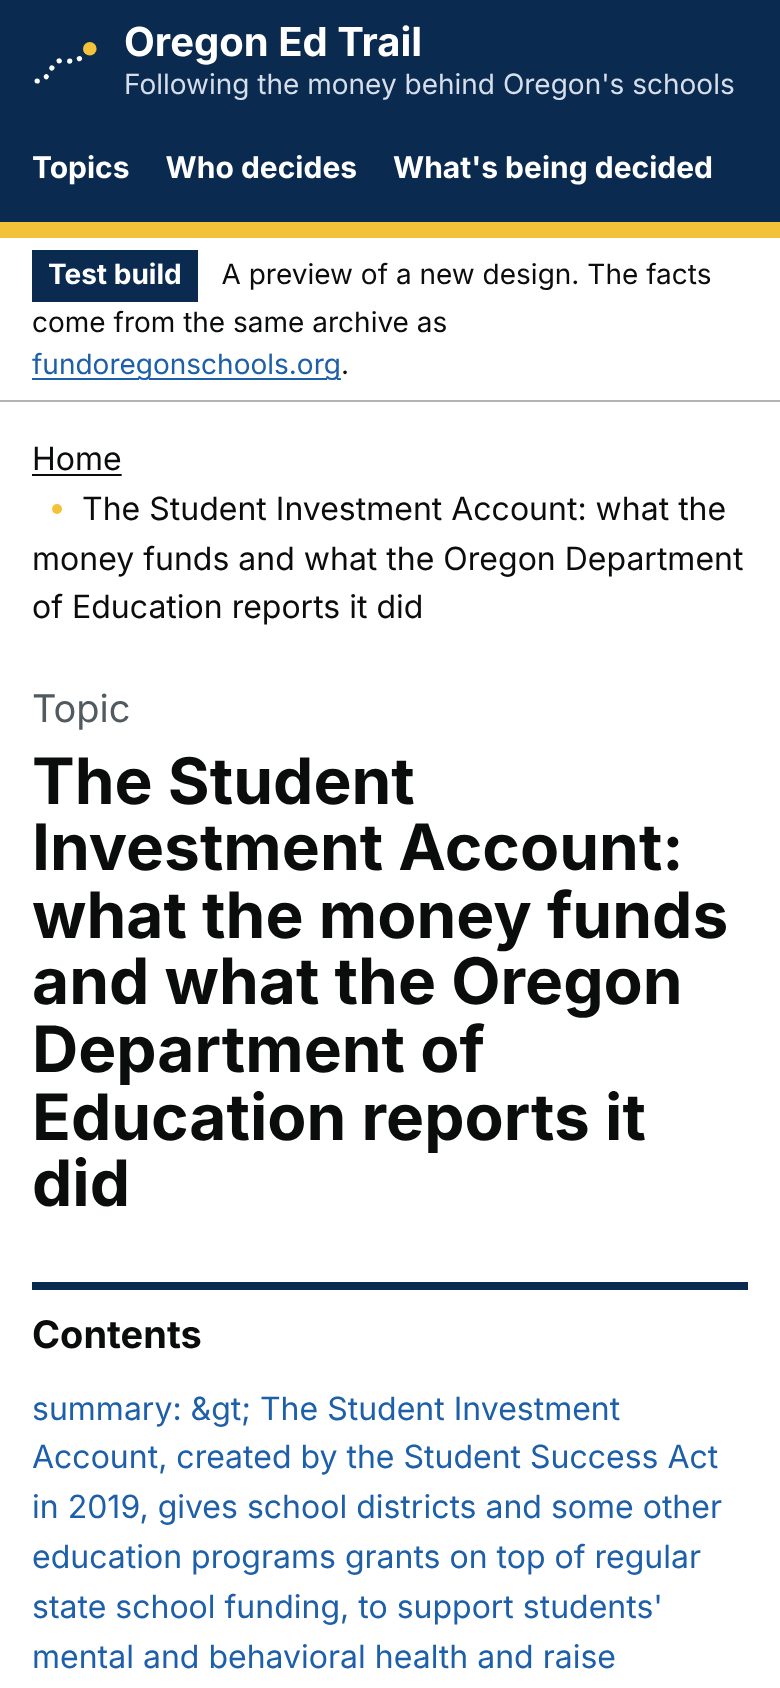 Oregon Ed Trail
Following the money behind Oregon's schools
Topics Who decides What's being decided
Test build A preview of a new design. The facts
come from the same archive as
fundoregonschools.org.
Home
• The Student Investment Account: what the
money funds and what the Oregon Department
of Education reports it did
Topic
The Student
Investment Account:
what the money funds
and what the Oregon
Department of
Education reports it
did
Contents
summary: &gt; The Student Investment
Account, created by the Student Success Act
in 2019, gives school districts and some other
education programs grants on top of regular
state school funding, to support students'
mental and behavioral health and raise